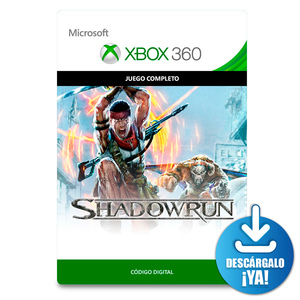 Microsoft
XBOX 360
JUEGO COMPLETO
SHADOWRUN
CÓDIGO DIGITAL
DESCÁRGALO
¡YA!